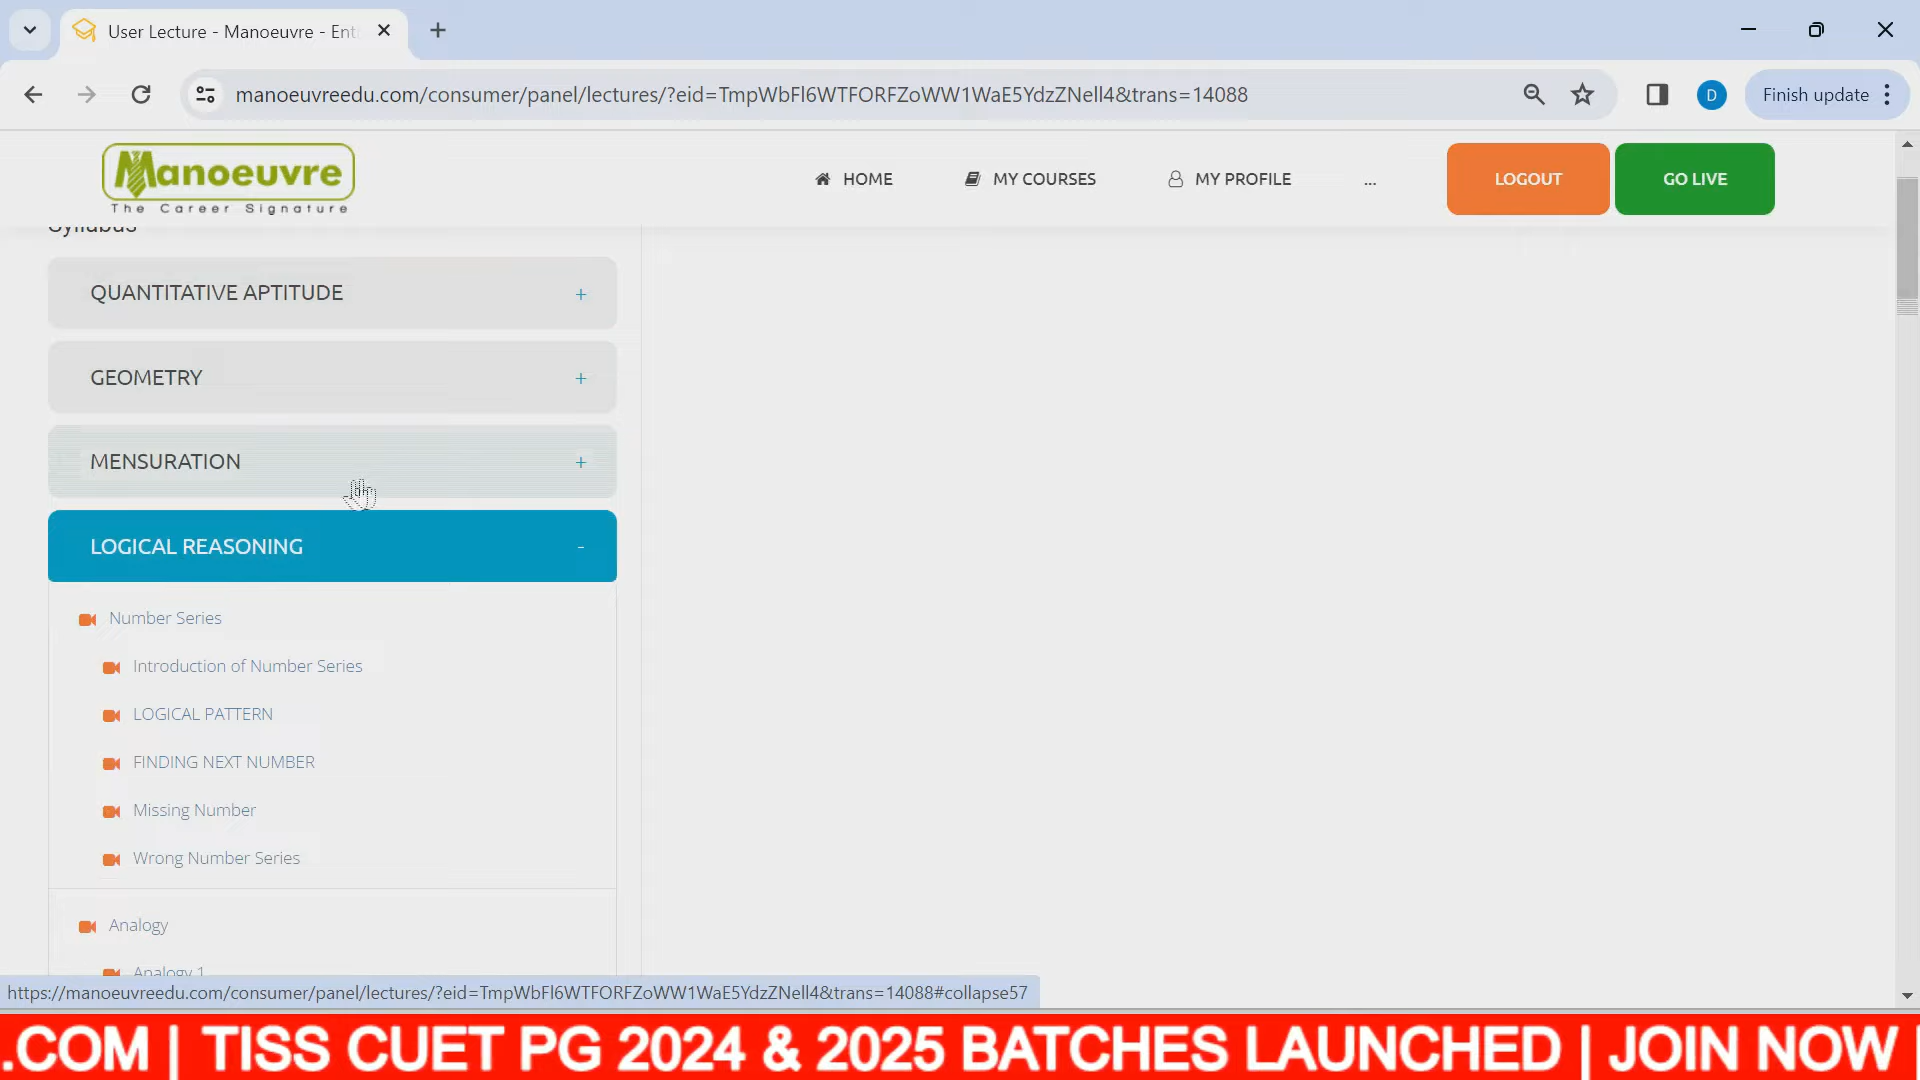 User Lecture - Manoeuvre - Ent
manoeuvreedu.com/consumer/panel/lectures/?eid=TmpWbFl6WTFORFZoWW1WaE5YdzZNell4&trans=14088
D
Finish update
Manoeuvre
The Career Signature
HOME
MY COURSES
MY PROFILE
...
LOGOUT
GO LIVE
Syllabus
QUANTITATIVE APTITUDE +
GEOMETRY +
MENSURATION +
LOGICAL REASONING -
Number Series
Introduction of Number Series
LOGICAL PATTERN
FINDING NEXT NUMBER
Missing Number
Wrong Number Series
Analogy
Analogy 1
https://manoeuvreedu.com/consumer/panel/lectures/?eid=TmpWbFl6WTFORFZoWW1WaE5YdzZNell4&trans=14088#collapse57
.COM | TISS CUET PG 2024 & 2025 BATCHES LAUNCHED | JOIN NOW |